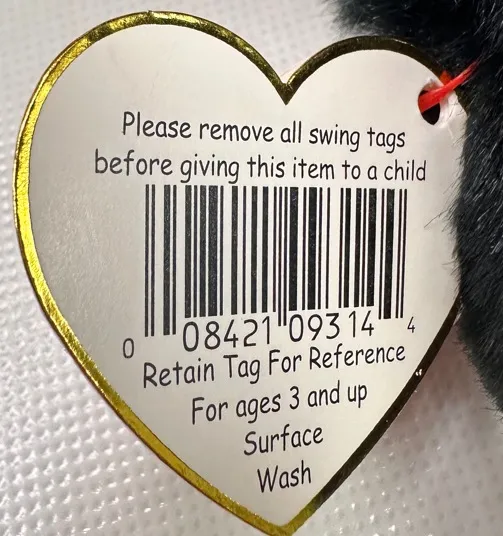 Please remove all swing tags
before giving this item to a child
0 08421 09314 4
Retain Tag For Reference
For ages 3 and up
Surface
Wash